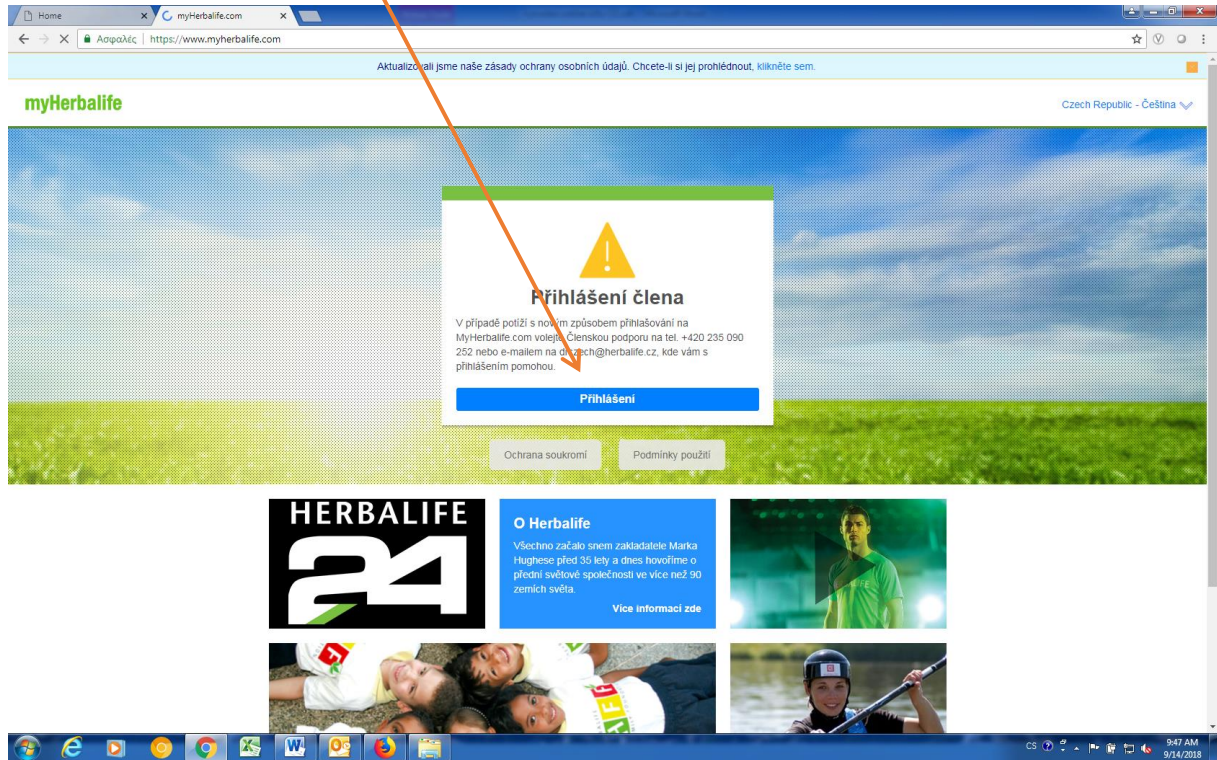 Home
myHerbalife.com
Ασφαλές | https://www.myherbalife.com
Aktualizovali jsme naše zásady ochrany osobních údajů. Chcete-li si jej prohlédnout, klikněte sem.
myHerbalife
Czech Republic - Čeština
Přihlášení člena
V případě potíží s novým způsobem přihlašování na
MyHerbalife.com volejte Členskou podporu na tel. +420 235 090
252 nebo e-mailem na drczech@herbalife.cz, kde vám s
přihlášením pomohou.
Přihlášení
Ochrana soukromí
Podmínky použití
HERBALIFE
24
O Herbalife
Všechno začalo snem zakladatele Marka
Hughese před 35 lety a dnes hovoříme o
přední světové společnosti ve více než 90
zemích světa.
Více informací zde
CS
9:47 AM
9/14/2018